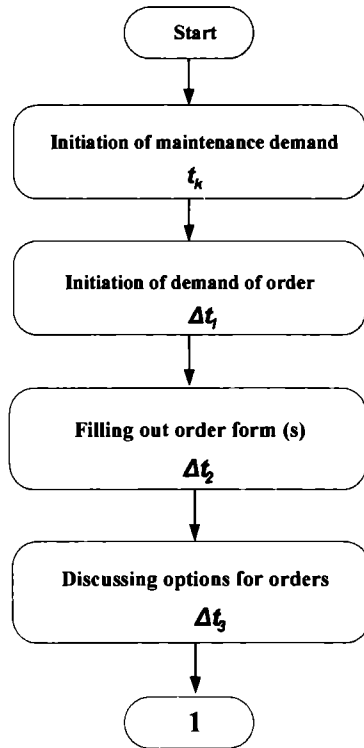 Start
Initiation of maintenance demand
tₖ
Initiation of demand of order
Δt₁
Filling out order form (s)
Δt₂
Discussing options for orders
Δt₃
1